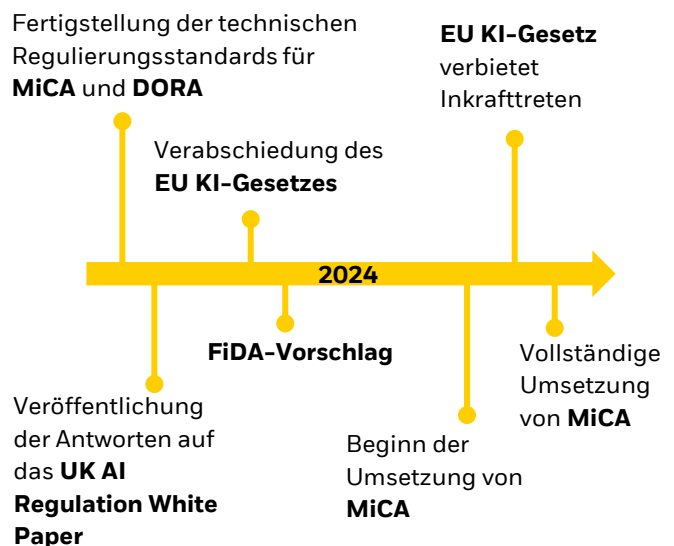 Fertigstellung der technischen
Regulierungsstandards für
MiCA und DORA
EU KI-Gesetz
verbietet
Inkrafttreten
Verabschiedung des
EU KI-Gesetzes
2024
FiDA-Vorschlag
Vollständige
Umsetzung
von MiCA
Veröffentlichung
der Antworten auf
das UK AI
Regulation White
Paper
Beginn der
Umsetzung von
MiCA